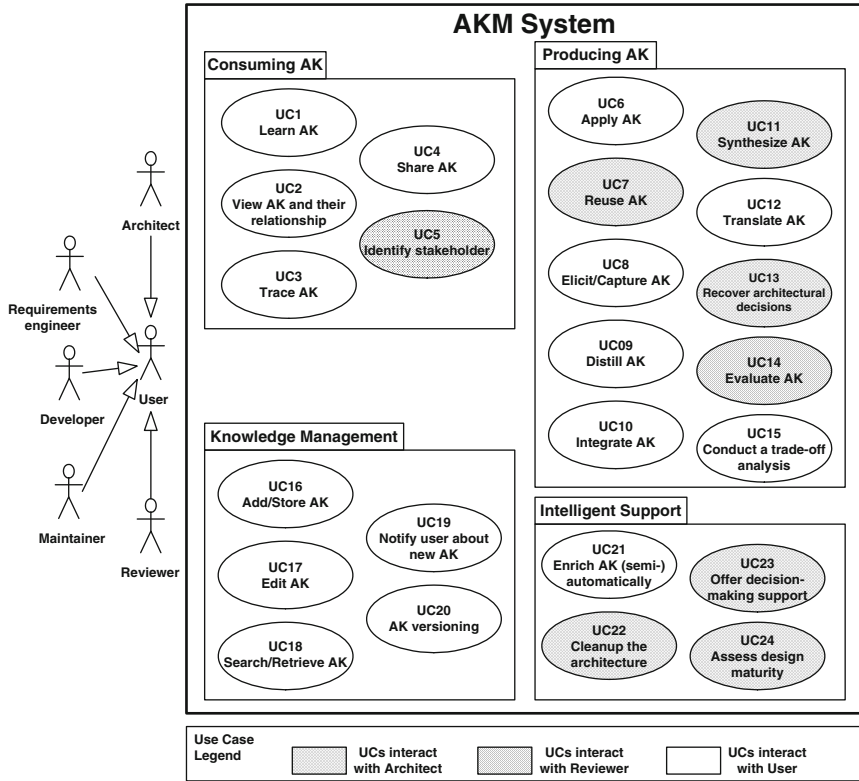 AKM System
Consuming AK
UC1
Learn AK
UC2
View AK and their
relationship
UC3
Trace AK
UC4
Share AK
UC5
Identify stakeholder
Producing AK
UC6
Apply AK
UC7
Reuse AK
UC8
Elicit/Capture AK
UC09
Distill AK
UC10
Integrate AK
UC11
Synthesize AK
UC12
Translate AK
UC13
Recover architectural
decisions
UC14
Evaluate AK
UC15
Conduct a trade-off
analysis
Architect
Requirements
engineer
User
Developer
Maintainer
Reviewer
Knowledge Management
UC16
Add/Store AK
UC17
Edit AK
UC18
Search/Retrieve AK
UC19
Notify user about
new AK
UC20
AK versioning
Intelligent Support
UC21
Enrich AK (semi-)
automatically
UC22
Cleanup the
architecture
UC23
Offer decision-
making support
UC24
Assess design
maturity
Use Case
Legend
UCs interact
with Architect
UCs interact
with Reviewer
UCs interact
with User